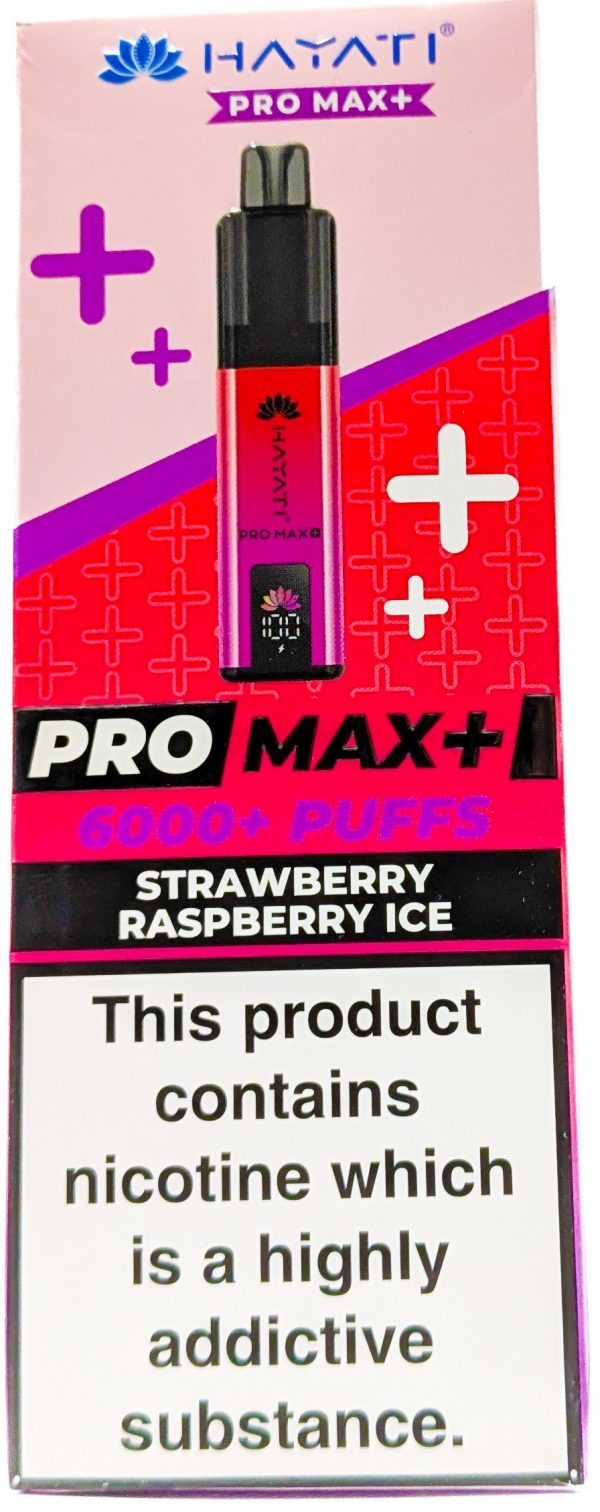 HAYATI®
PRO MAX+
HAYATI®
PRO MAX+
100
PRO MAX+
6000+ PUFFS
STRAWBERRY
RASPBERRY ICE
This product
contains
nicotine which
is a highly
addictive
substance.